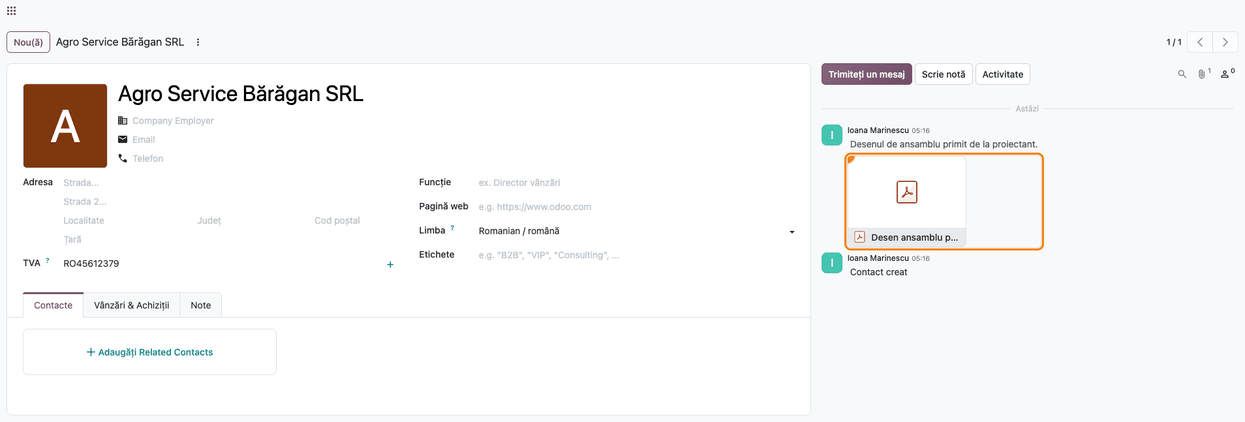 Nou(ă)
Agro Service Bărăgan SRL
1 / 1
A
Agro Service Bărăgan SRL
Company Employer
Email
Telefon
Adresa
Strada...
Strada 2...
Localitate Județ Cod poștal
Țară
TVA ? RO45612379
Funcție ex. Director vânzări
Pagină web e.g. https://www.odoo.com
Limba ? Romanian / română
Etichete e.g. "B2B", "VIP", "Consulting", ...
Contacte Vânzări & Achiziții Note
Adaugăți Related Contacts
Trimiteți un mesaj Scrie notă Activitate 1 0
Astăzi
I
Ioana Marinescu 05:16
Desenul de ansamblu primit de la proiectant.
Desen ansamblu p...
I
Ioana Marinescu 05:16
Contact creat